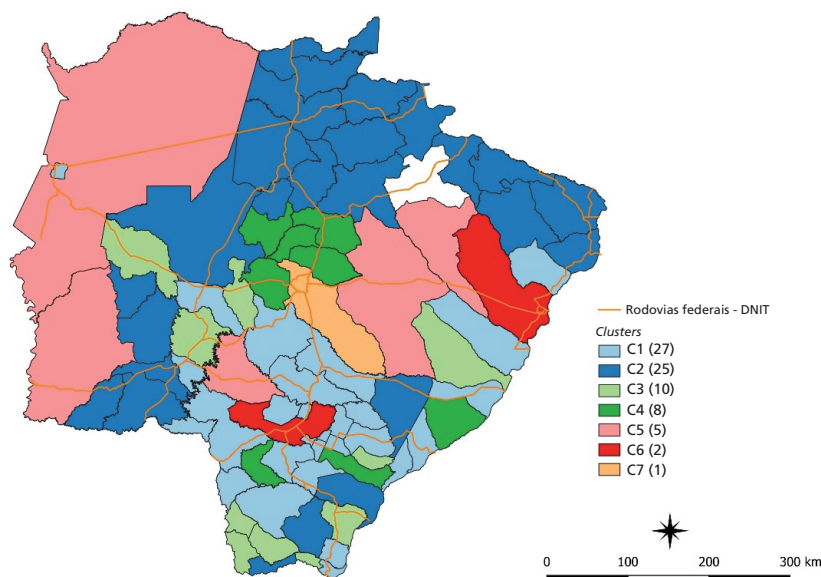 Rodovias federais - DNIT
Clusters
C1 (27)
C2 (25)
C3 (10)
C4 (8)
C5 (5)
C6 (2)
C7 (1)
0 100 200 300 km